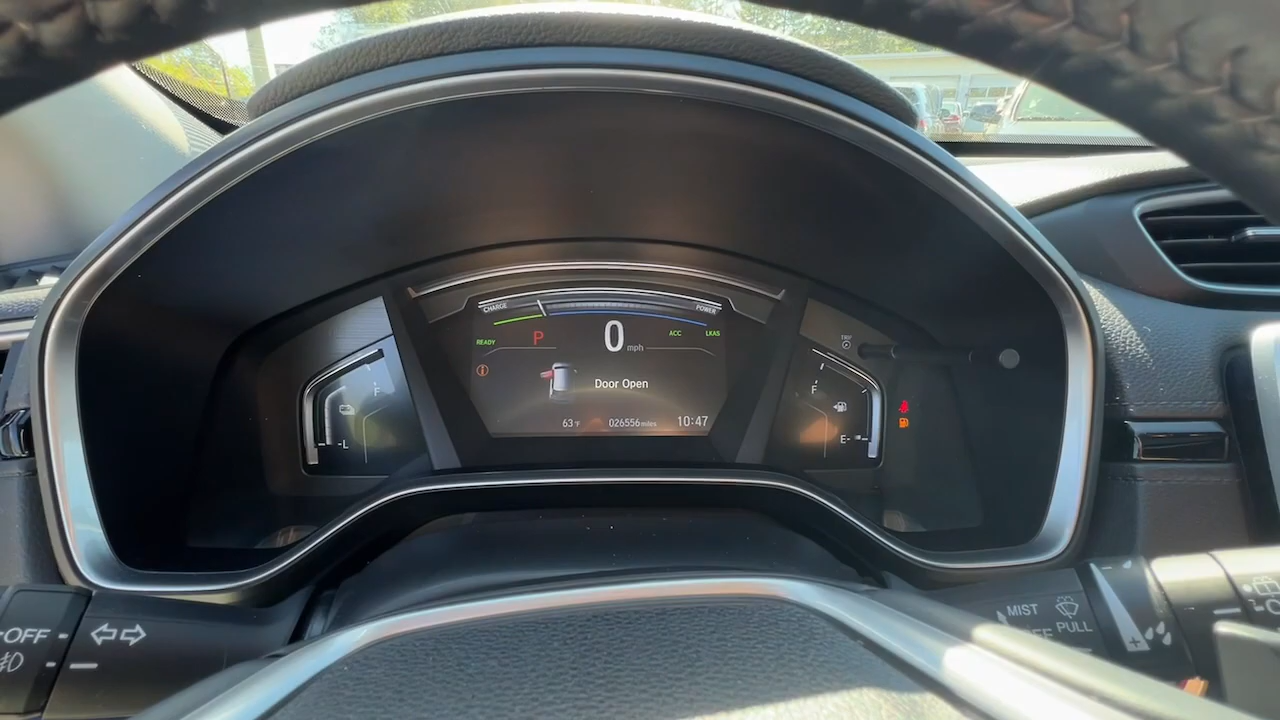 CHARGE
POWER
READY
P
0 mph
ACC
LKAS
TRIP
Door Open
F
L
F
E
63°F
026556 miles
10:47
OFF
MIST
PULL